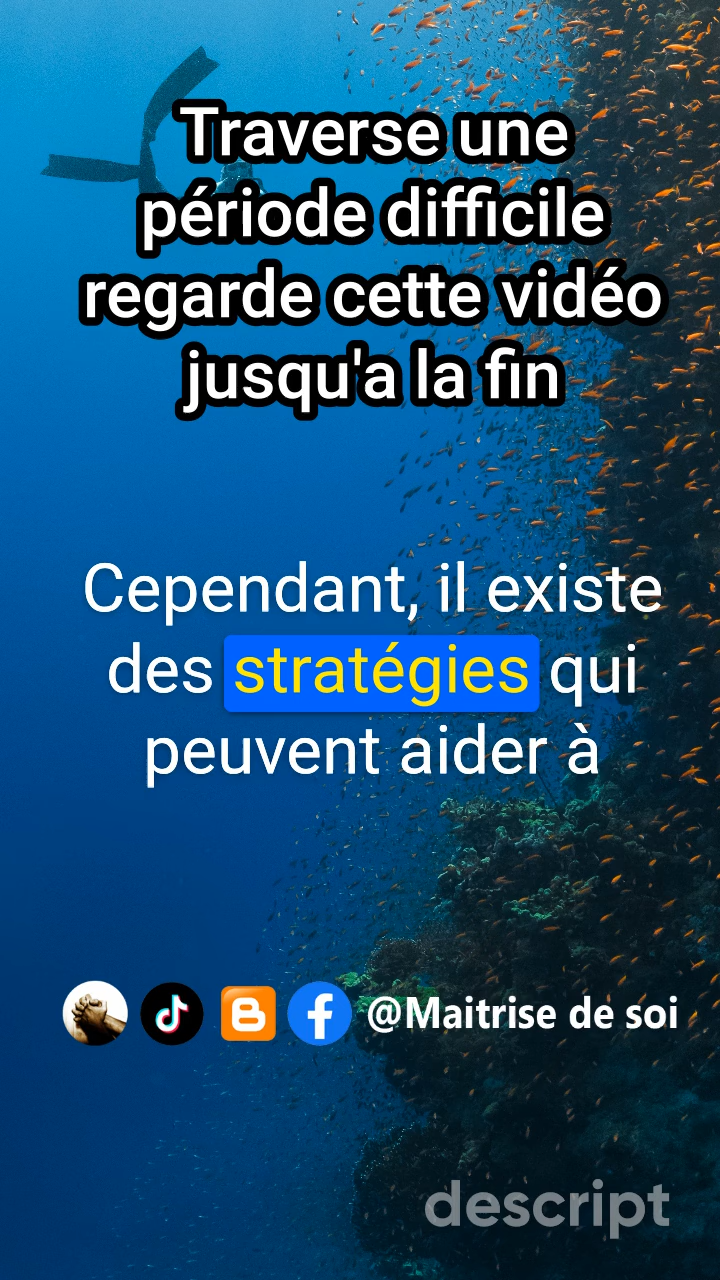 Traverse une
période difficile
regarde cette vidéo
jusqu'a la fin
Cependant, il existe
des stratégies qui
peuvent aider à
@Maitrise de soi
descript